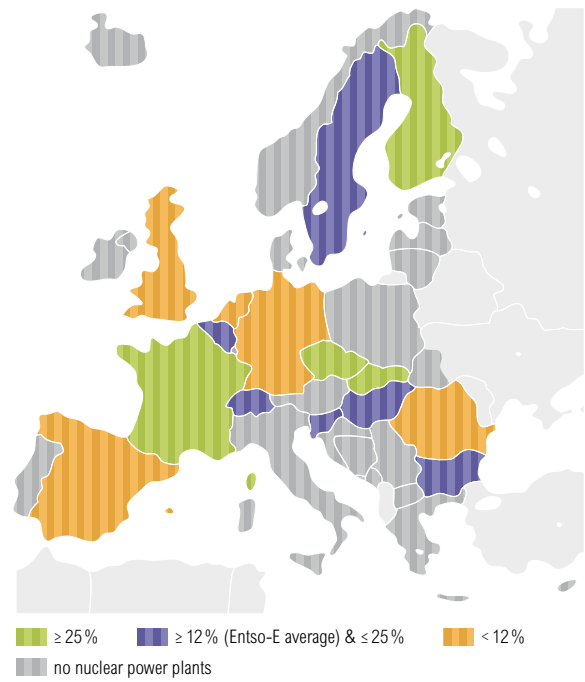 ≥ 25 % ≥ 12 % (Entso-E average) & ≤ 25 % < 12 %
no nuclear power plants